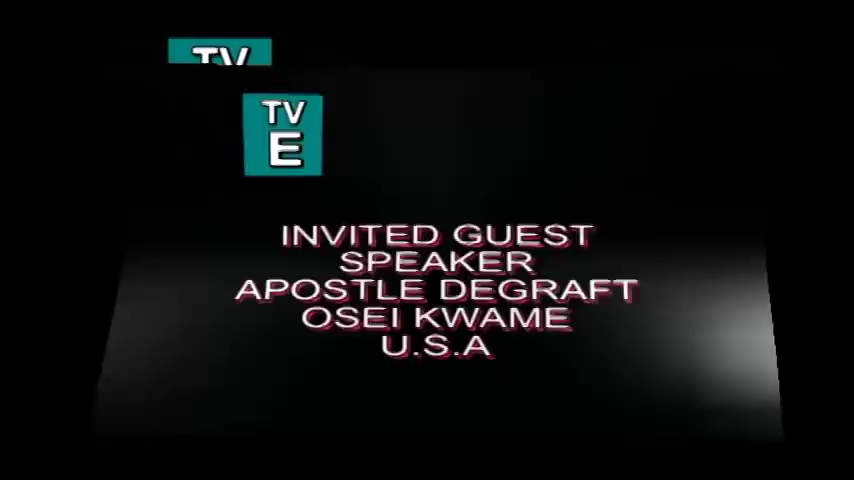 TV
TV
E
INVITED GUEST
SPEAKER
APOSTLE DEGRAFT
OSEI KWAME
U.S.A